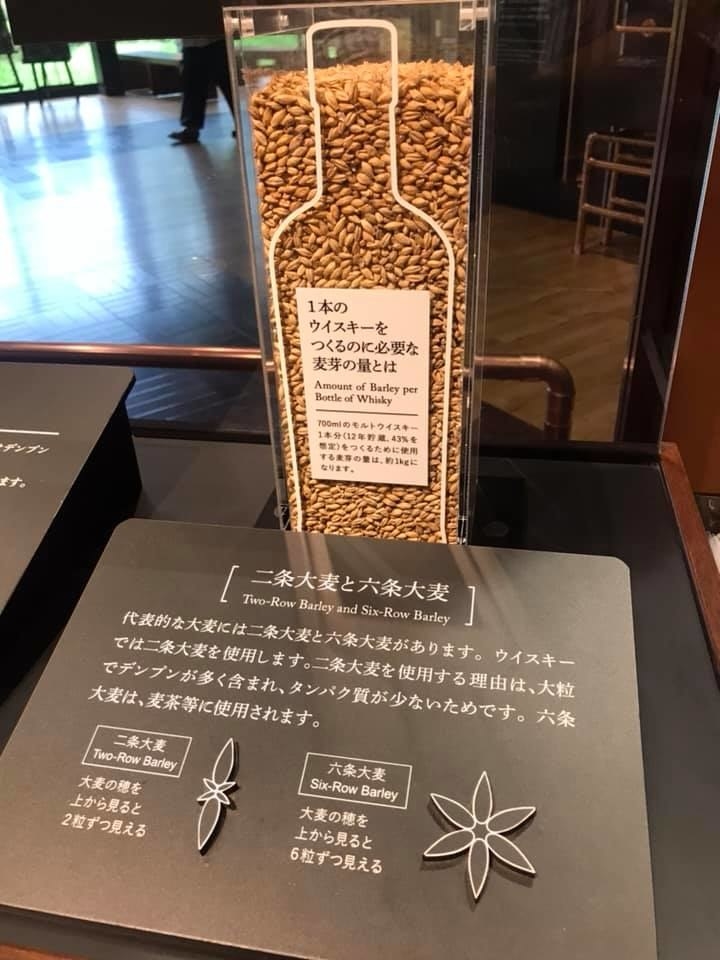 1本の
ウイスキーを
つくるのに必要な
麦芽の量とは
Amount of Barley per
Bottle of Whisky
700mlのモルトウイスキー
1本分(12年貯蔵、43%を
想定)をつくるために使用
する麦芽の量は、約1kgに
なります。
デンプン
ます。
二条大麦と六条大麦
Two-Row Barley and Six-Row Barley
代表的な大麦には二条大麦と六条大麦があります。ウイスキー
では二条大麦を使用します。二条大麦を使用する理由は、大粒
でデンプンが多く含まれ、タンパク質が少ないためです。六条
大麦は、麦茶等に使用されます。
二条大麦
Two-Row Barley
大麦の穂を
上から見ると
2粒ずつ見える
六条大麦
Six-Row Barley
大麦の穂を
上から見ると
6粒ずつ見える